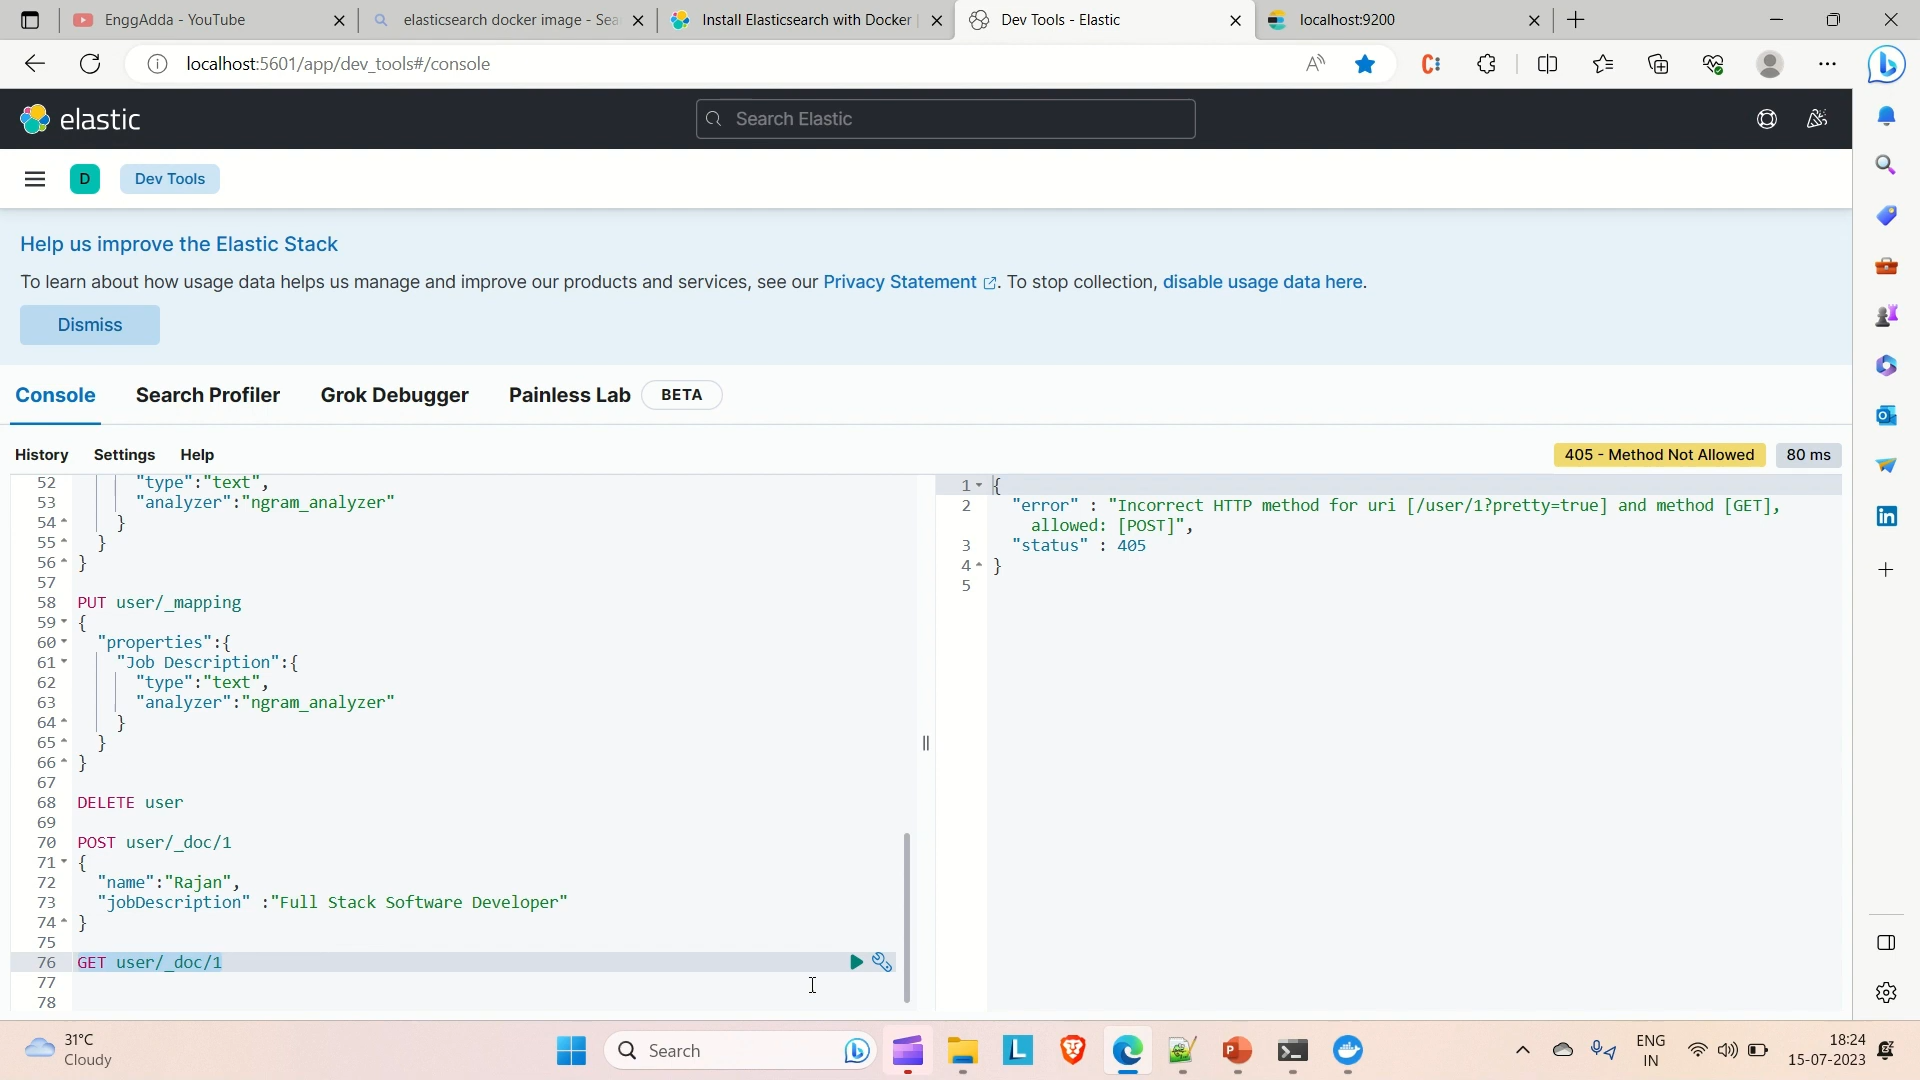 EnggAdda - YouTube
elasticsearch docker image - Sea
Install Elasticsearch with Docker
Dev Tools - Elastic
localhost:9200
localhost:5601/app/dev_tools#/console
elastic
Search Elastic
D
Dev Tools
Help us improve the Elastic Stack
To learn about how usage data helps us manage and improve our products and services, see our Privacy Statement. To stop collection, disable usage data here.
Dismiss
Console Search Profiler Grok Debugger Painless Lab BETA
History Settings Help
405 - Method Not Allowed 80 ms
52 "type":"text",
53 "analyzer":"ngram_analyzer"
54 }
55 }
56 }
57
58 PUT user/_mapping
59 {
60 "properties":{
61 "Job Description":{
62 "type":"text",
63 "analyzer":"ngram_analyzer"
64 }
65 }
66 }
67
68 DELETE user
69
70 POST user/_doc/1
71 {
72 "name":"Rajan",
73 "jobDescription" :"Full Stack Software Developer"
74 }
75
76 GET user/_doc/1
77
78
1 {
2 "error" : "Incorrect HTTP method for uri [/user/1?pretty=true] and method [GET],
allowed: [POST]",
3 "status" : 405
4 }
5
31°C
Cloudy
Search
ENG
IN
18:24
15-07-2023